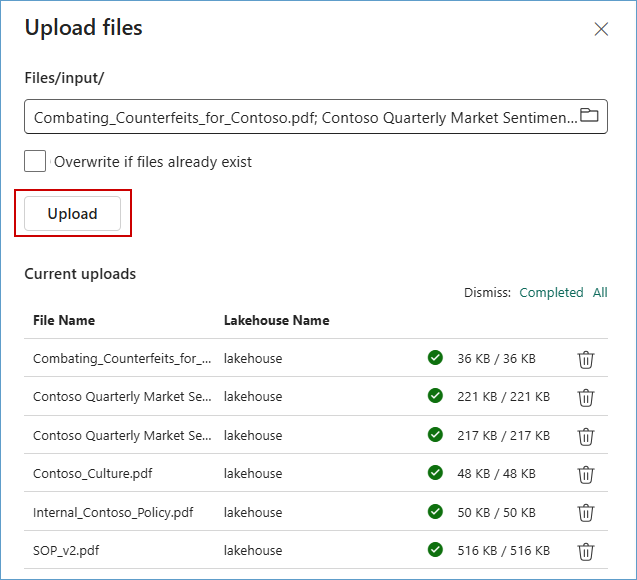 Upload files
Files/input/
Combating_Counterfeits_for_Contoso.pdf; Contoso Quarterly Market Sentimen...
Overwrite if files already exist
Upload
Current uploads
Dismiss: Completed All
File Name Lakehouse Name
Combating_Counterfeits_for_... lakehouse 36 KB / 36 KB
Contoso Quarterly Market Se... lakehouse 221 KB / 221 KB
Contoso Quarterly Market Se... lakehouse 217 KB / 217 KB
Contoso_Culture.pdf lakehouse 48 KB / 48 KB
Internal_Contoso_Policy.pdf lakehouse 50 KB / 50 KB
SOP_v2.pdf lakehouse 516 KB / 516 KB